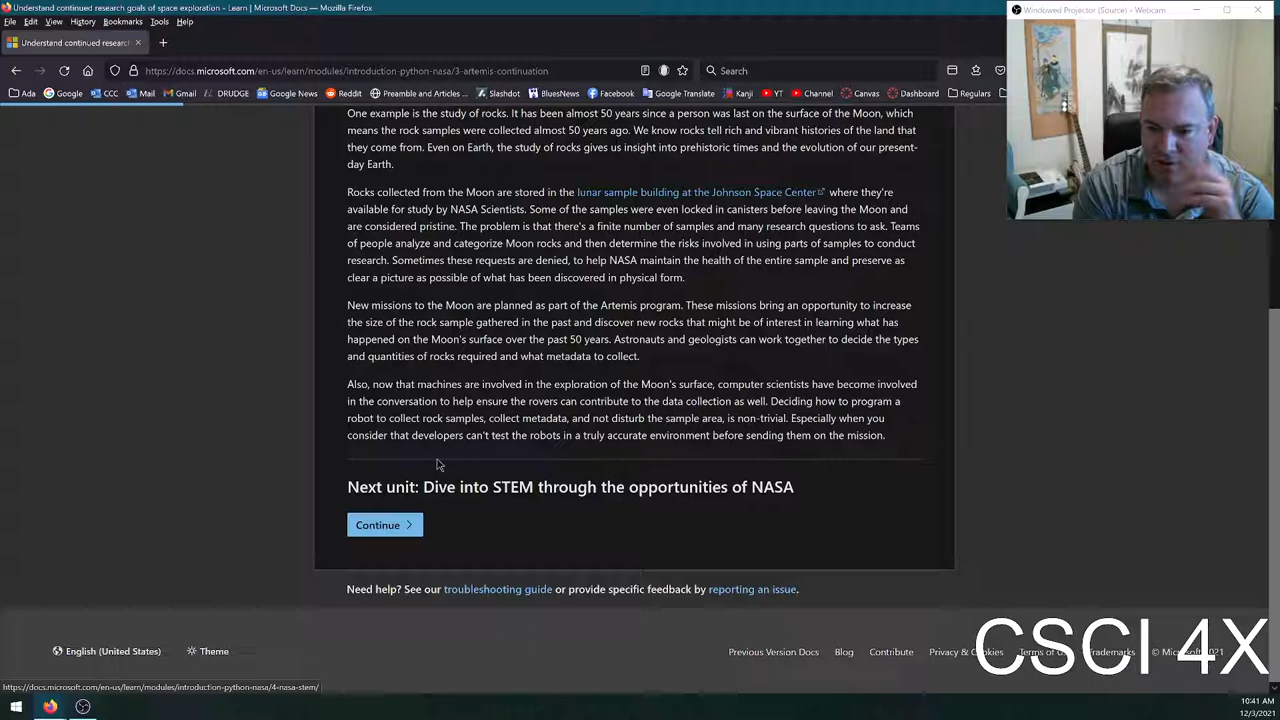 Understand continued research goals of space exploration - Learn | Microsoft Docs — Mozilla Firefox
File Edit View History Bookmarks Tools Help
Understand continued research
https://docs.microsoft.com/en-us/learn/modules/introduction-python-nasa/3-artemis-continuation
Search
Ada Google CCC Mail Gmail DRUDGE Google News Reddit Preamble and Articles ... Slashdot BluesNews Facebook Google Translate Kanji YT Channel Canvas Dashboard Regulars
Windowed Projector (Source) - Webcam
One example is the study of rocks. It has been almost 50 years since a person was last on the surface of the Moon, which
means the rock samples were collected almost 50 years ago. We know rocks tell rich and vibrant histories of the land that
they come from. Even on Earth, the study of rocks gives us insight into prehistoric times and the evolution of our present-
day Earth.
Rocks collected from the Moon are stored in the lunar sample building at the Johnson Space Center where they're
available for study by NASA Scientists. Some of the samples were even locked in canisters before leaving the Moon and
are considered pristine. The problem is that there's a finite number of samples and many research questions to ask. Teams
of people analyze and categorize Moon rocks and then determine the risks involved in using parts of samples to conduct
research. Sometimes these requests are denied, to help NASA maintain the health of the entire sample and preserve as
clear a picture as possible of what has been discovered in physical form.
New missions to the Moon are planned as part of the Artemis program. These missions bring an opportunity to increase
the size of the rock sample gathered in the past and discover new rocks that might be of interest in learning what has
happened on the Moon's surface over the past 50 years. Astronauts and geologists can work together to decide the types
and quantities of rocks required and what metadata to collect.
Also, now that machines are involved in the exploration of the Moon's surface, computer scientists have become involved
in the conversation to help ensure the rovers can contribute to the data collection as well. Deciding how to program a
robot to collect rock samples, collect metadata, and not disturb the sample area, is non-trivial. Especially when you
consider that developers can't test the robots in a truly accurate environment before sending them on the mission.
Next unit: Dive into STEM through the opportunities of NASA
Continue
Need help? See our troubleshooting guide or provide specific feedback by reporting an issue.
English (United States) Theme
Previous Version Docs Blog Contribute Privacy & Cookies Terms of Trademarks © Microsoft 2021
CSCI 4X
https://docs.microsoft.com/en-us/learn/modules/introduction-python-nasa/4-nasa-stem/
10:41 AM
12/3/2021